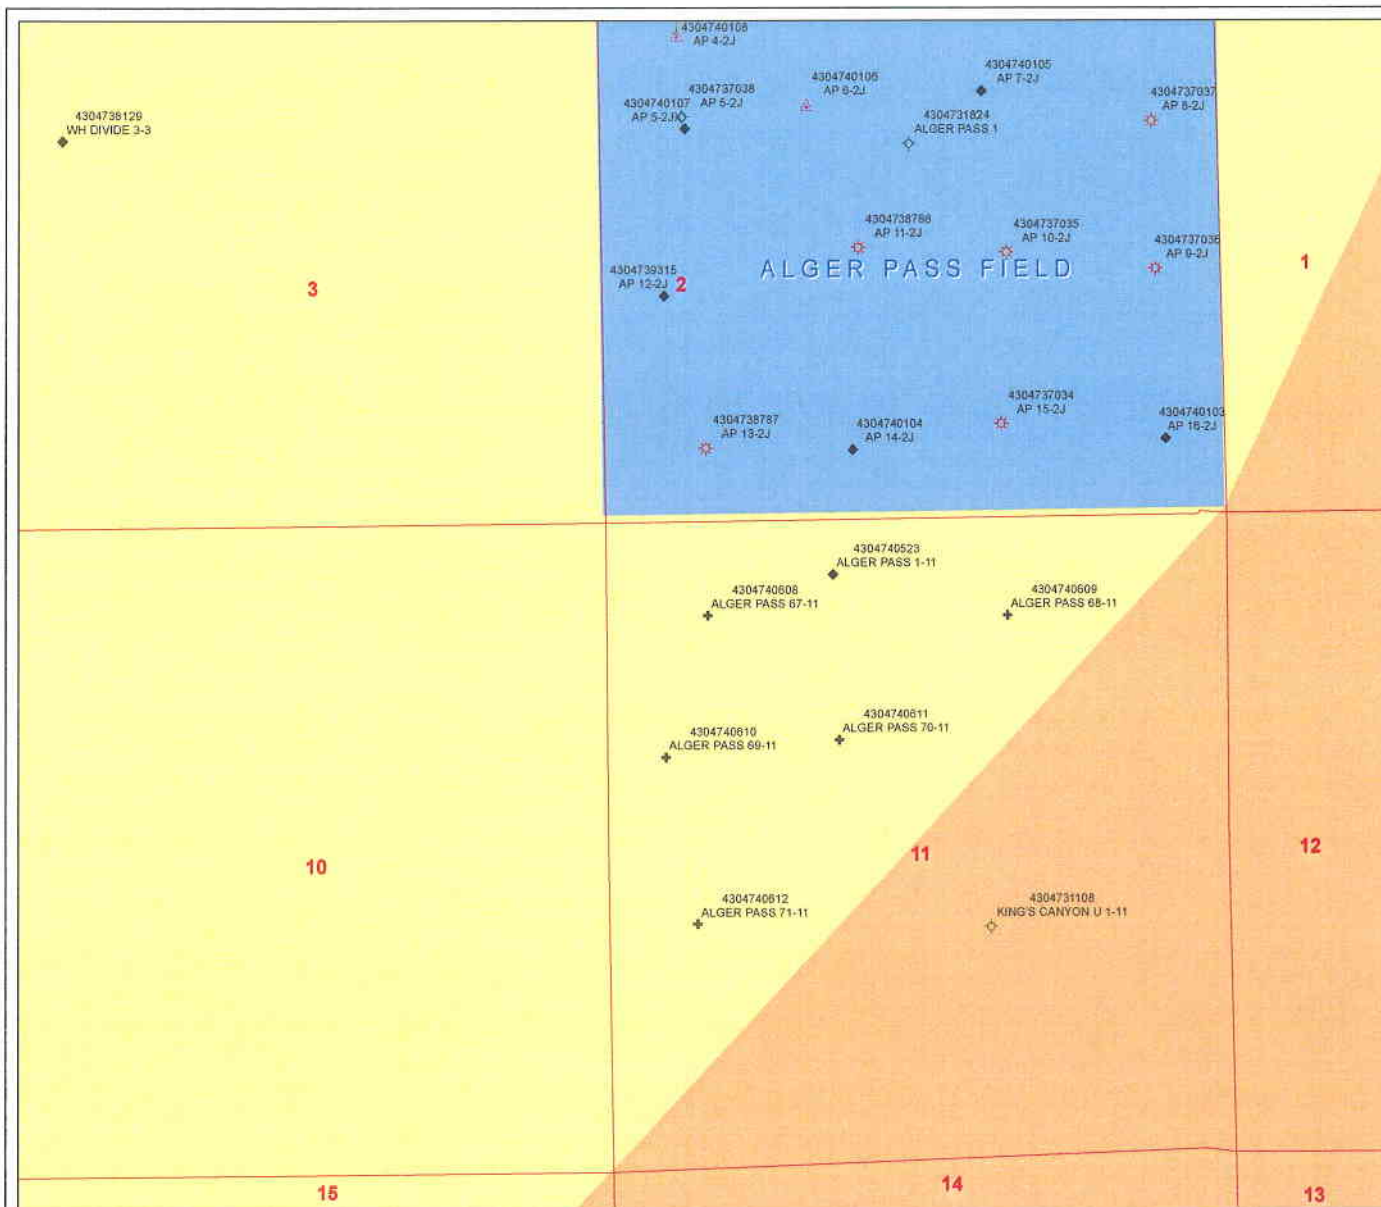 4304740108
AP 4-2J
4304740106
AP 6-2J
4304740105
AP 7-2J
4304737038
AP 5-2J
4304737037
AP 8-2J
4304740107
AP 5-2JX
4304731824
ALGER PASS 1
4304738129
WH DIVIDE 3-3
4304738788
AP 11-2J
4304737035
AP 10-2J
4304737036
AP 9-2J
ALGER PASS FIELD
4304739315
AP 12-2J
1
2
3
4304737034
AP 15-2J
4304738787
AP 13-2J
4304740104
AP 14-2J
4304740103
AP 16-2J
4304740523
ALGER PASS 1-11
4304740608
ALGER PASS 67-11
4304740609
ALGER PASS 68-11
4304740611
ALGER PASS 70-11
4304740610
ALGER PASS 69-11
10
11
12
4304740612
ALGER PASS 71-11
4304731108
KING'S CANYON U 1-11
15
14
13